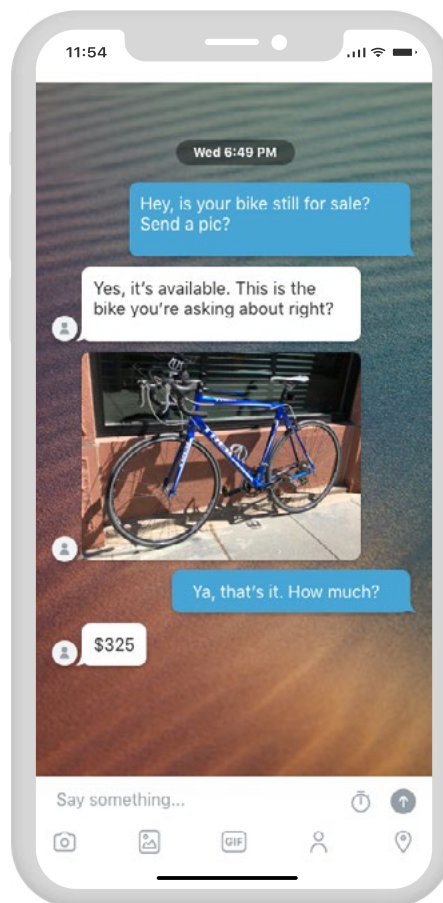 11:54
Wed 6:49 PM
Hey, is your bike still for sale?
Send a pic?
Yes, it's available. This is the
bike you're asking about right?
TREK
Ya, that's it. How much?
$325
Say something...
GIF